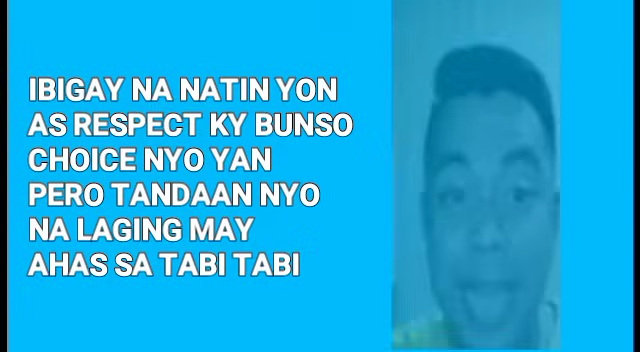 IBIGAY NA NATIN YON
AS RESPECT KY BUNSO
CHOICE NYO YAN
PERO TANDAAN NYO
NA LAGING MAY
AHAS SA TABI TABI